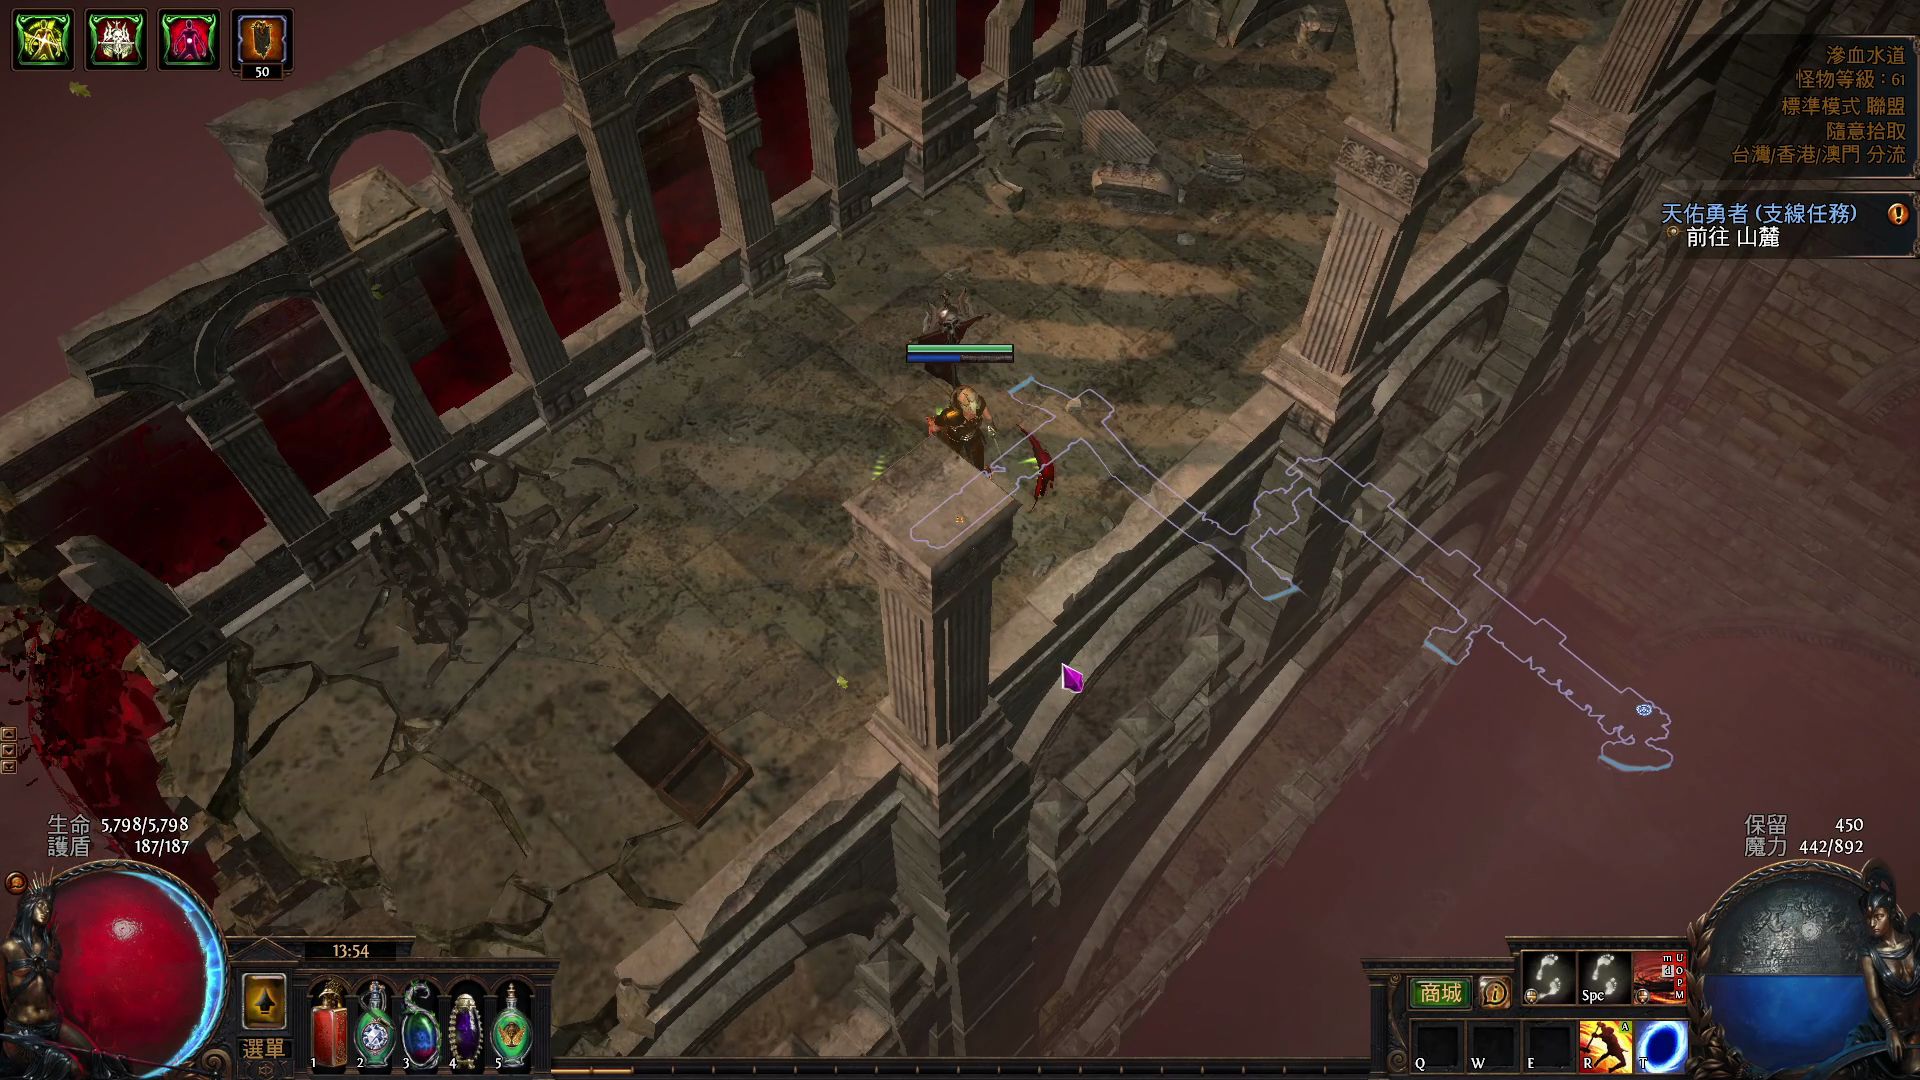 50
滲血水道
怪物等級：61
標準模式 聯盟
隨意拾取
台灣/香港/澳門 分流
天佑勇者 (支線任務)
前往 山麓
生命 5,798/5,798
護盾 187/187
保留 450
魔力 442/892
13:54
選單
1 2 3 4 5
商城
Spc
m U
d O
P
M
A
Q W E R T